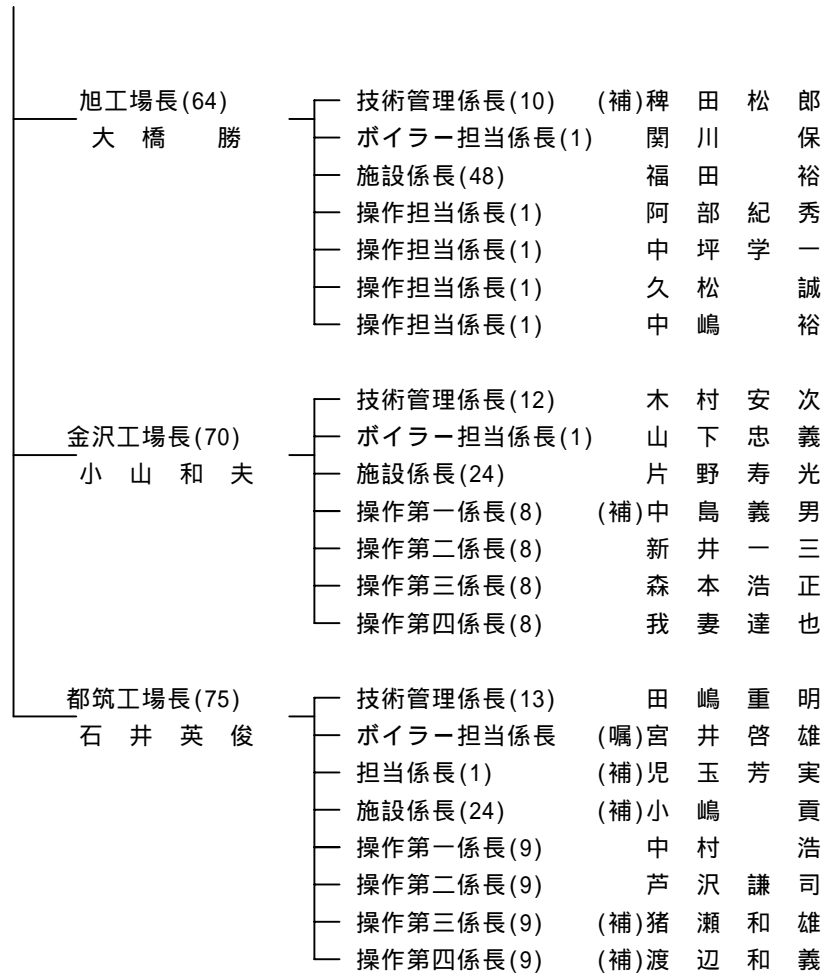 旭工場長(64)
大橋 勝
技術管理係長(10) (補)稗田松郎
ボイラー担当係長(1) 関川 保
施設係長(48) 福田 裕
操作担当係長(1) 阿部紀秀
操作担当係長(1) 中坪学一
操作担当係長(1) 久松 誠
操作担当係長(1) 中嶋 裕
金沢工場長(70)
小山和夫
技術管理係長(12) 木村安次
ボイラー担当係長(1) 山下忠義
施設係長(24) 片野寿光
操作第一係長(8) (補)中島義男
操作第二係長(8) 新井一三
操作第三係長(8) 森本浩正
操作第四係長(8) 我妻達也
都筑工場長(75)
石井英俊
技術管理係長(13) 田嶋重明
ボイラー担当係長 (嘱)宮井啓雄
担当係長(1) (補)児玉芳実
施設係長(24) (補)小嶋 貢
操作第一係長(9) 中村 浩
操作第二係長(9) 芦沢謙司
操作第三係長(9) (補)猪瀬和雄
操作第四係長(9) (補)渡辺和義